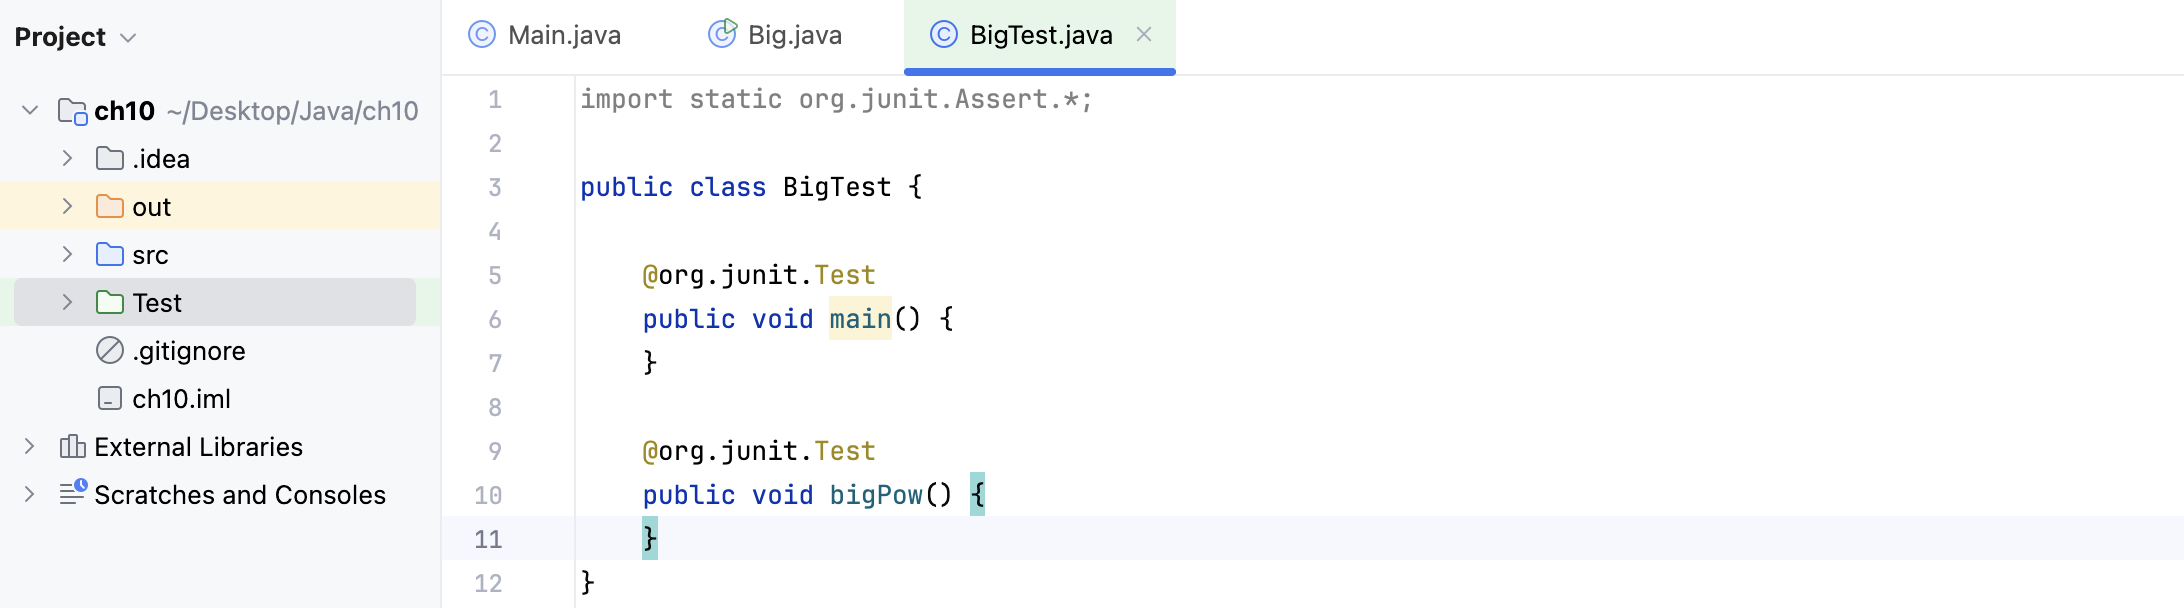 Project
Main.java
Big.java
BigTest.java
ch10 ~/Desktop/Java/ch10
.idea
out
src
Test
.gitignore
ch10.iml
External Libraries
Scratches and Consoles
1 import static org.junit.Assert.*;
2
3 public class BigTest {
4
5 @org.junit.Test
6 public void main() {
7 }
8
9 @org.junit.Test
10 public void bigPow() {
11 }
12 }